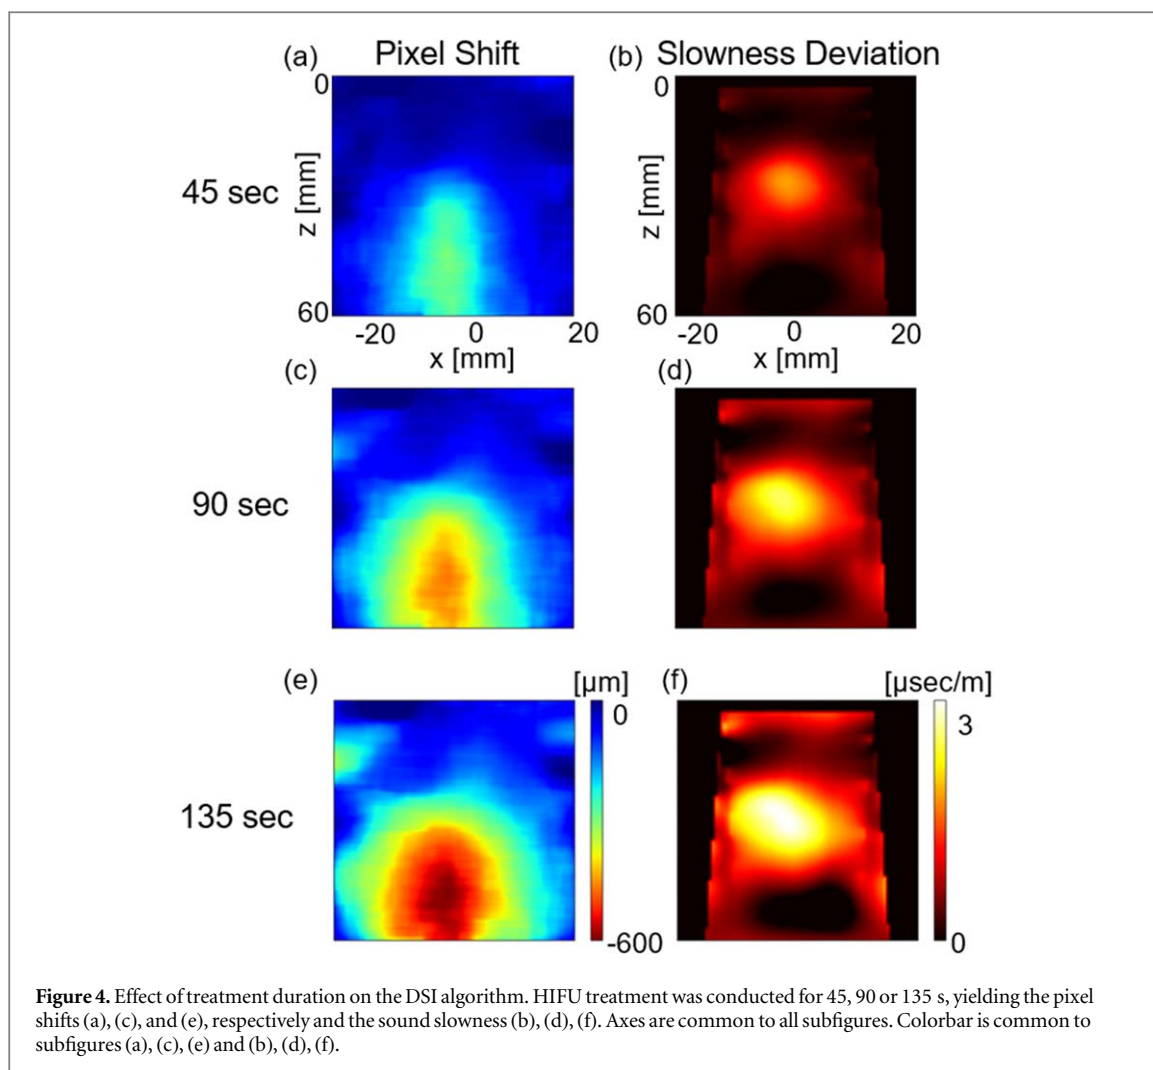 (a) Pixel Shift
(b) Slowness Deviation
0
z [mm]
60
-20 0 20
x [mm]
0
z [mm]
60
-20 0 20
x [mm]
45 sec
(c)
(d)
90 sec
(e)
[µm]
0
-600
(f)
[µsec/m]
3
0
135 sec
Figure 4. Effect of treatment duration on the DSI algorithm. HIFU treatment was conducted for 45, 90 or 135 s, yielding the pixel
shifts (a), (c), and (e), respectively and the sound slowness (b), (d), (f). Axes are common to all subfigures. Colorbar is common to
subfigures (a), (c), (e) and (b), (d), (f).